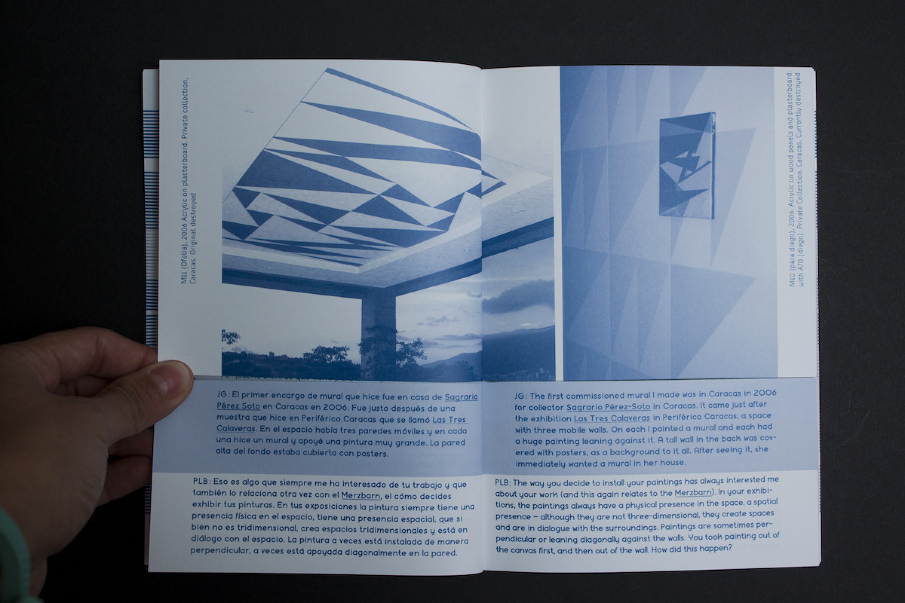 M11 (Ofelia), 2006 Acrylic on plasterboard. Private collection,
Caracas. Original: destroyed
M10 (para diego), 2006. Acrylic on wood panels and plasterboard
with A70 (diego). Private Collection. Caracas. Currently destroyed
JG: El primer encargo de mural que hice fue en casa de Sagrario
Pérez Soto en Caracas en 2006. Fue justo después de una
muestra que hice en Periférico Caracas que se llamó Las Tres
Calaveras. En el espacio había tres paredes móviles y en cada
una hice un mural y apoyé una pintura muy grande. La pared
alta del fondo estaba cubierta con posters.
PLB: Eso es algo que siempre me ha interesado de tu trabajo y que
también lo relaciona otra vez con el Merzbarn, el cómo decides
exhibir tus pinturas. En tus exposiciones la pintura siempre tiene una
presencia física en el espacio, tiene una presencia espacial, que si
bien no es tridimensional, crea espacios tridimensionales y está en
diálogo con el espacio. La pintura a veces está instalada de manera
perpendicular, a veces está apoyada diagonalmente en la pared.
JG: The first commissioned mural I made was in Caracas in 2006
for collector Sagrario Pérez-Soto in Caracas. It came just after
the exhibition Las Tres Calaveras in Periférico Caracas, a space
with three mobile walls. On each I painted a mural and each had
a huge painting leaning against it. A tall wall in the back was cov-
ered with posters, as a background to it all. After seeing it, she
immediately wanted a mural in her house.
PLB: The way you decide to install your paintings has always interested me
about your work (and this again relates to the Merzbarn). In your exhibi-
tions, the paintings always have a physical presence in the space, a spatial
presence – although they are not three-dimensional, they create spaces
and are in dialogue with the surroundings. Paintings are sometimes per-
pendicular or leaning diagonally against the walls. You took painting out of
the canvas first, and then out of the wall. How did this happen?